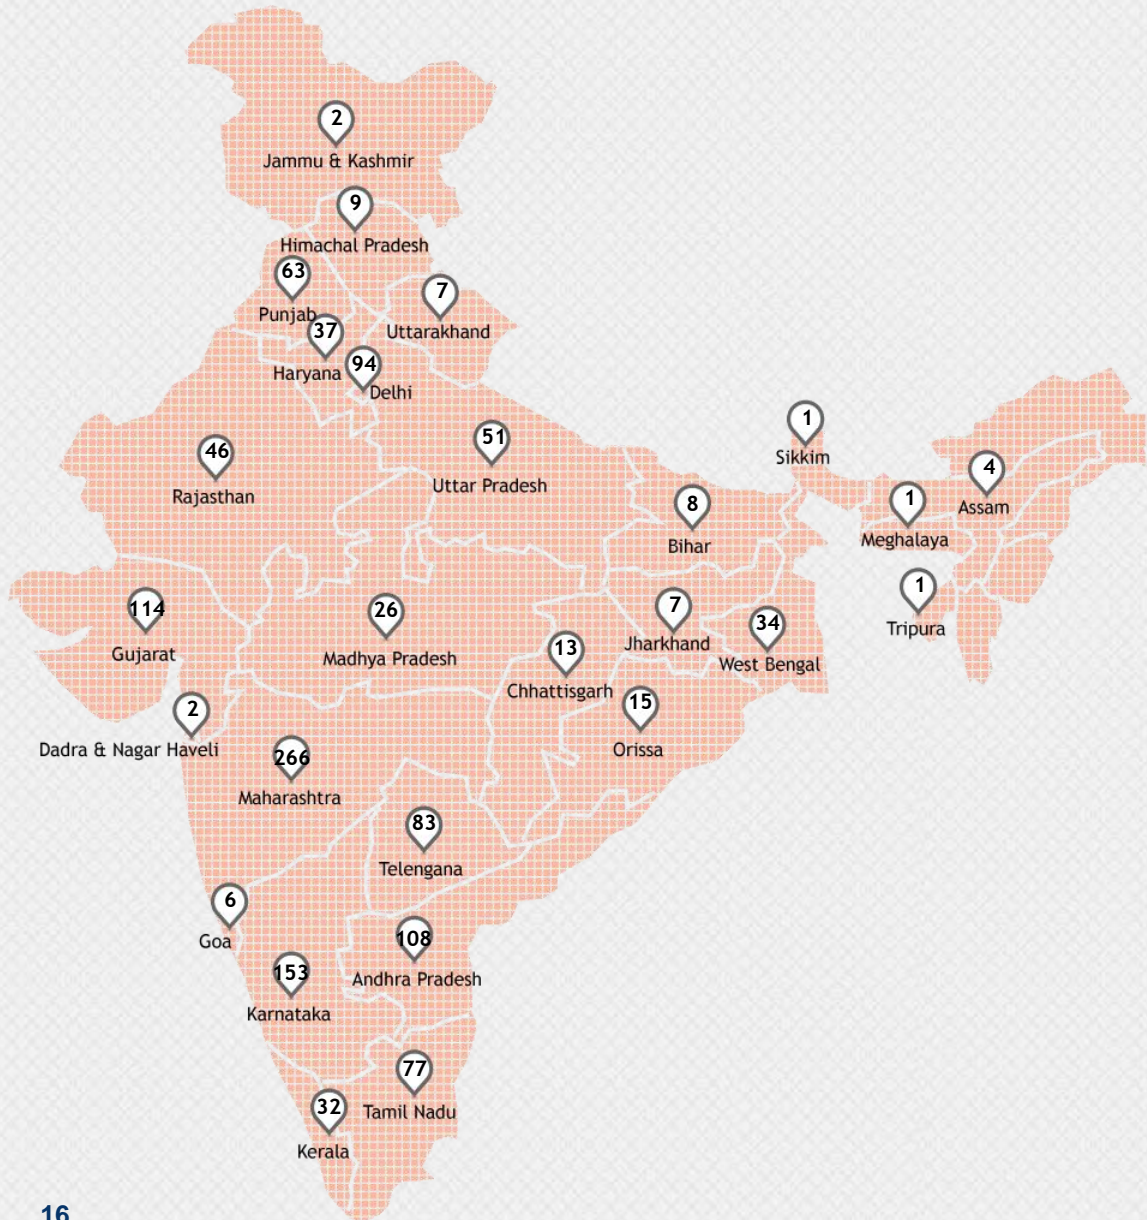 2
Jammu & Kashmir
9
Himachal Pradesh
63
Punjab
7
Uttarakhand
37
Haryana
94
Delhi
46
Rajasthan
51
Uttar Pradesh
1
Sikkim
4
Assam
8
Bihar
1
Meghalaya
1
Tripura
114
Gujarat
26
Madhya Pradesh
7
Jharkhand
34
West Bengal
13
Chhattisgarh
15
Orissa
2
Dadra & Nagar Haveli
266
Maharashtra
83
Telengana
6
Goa
108
Andhra Pradesh
153
Karnataka
77
Tamil Nadu
32
Kerala
16